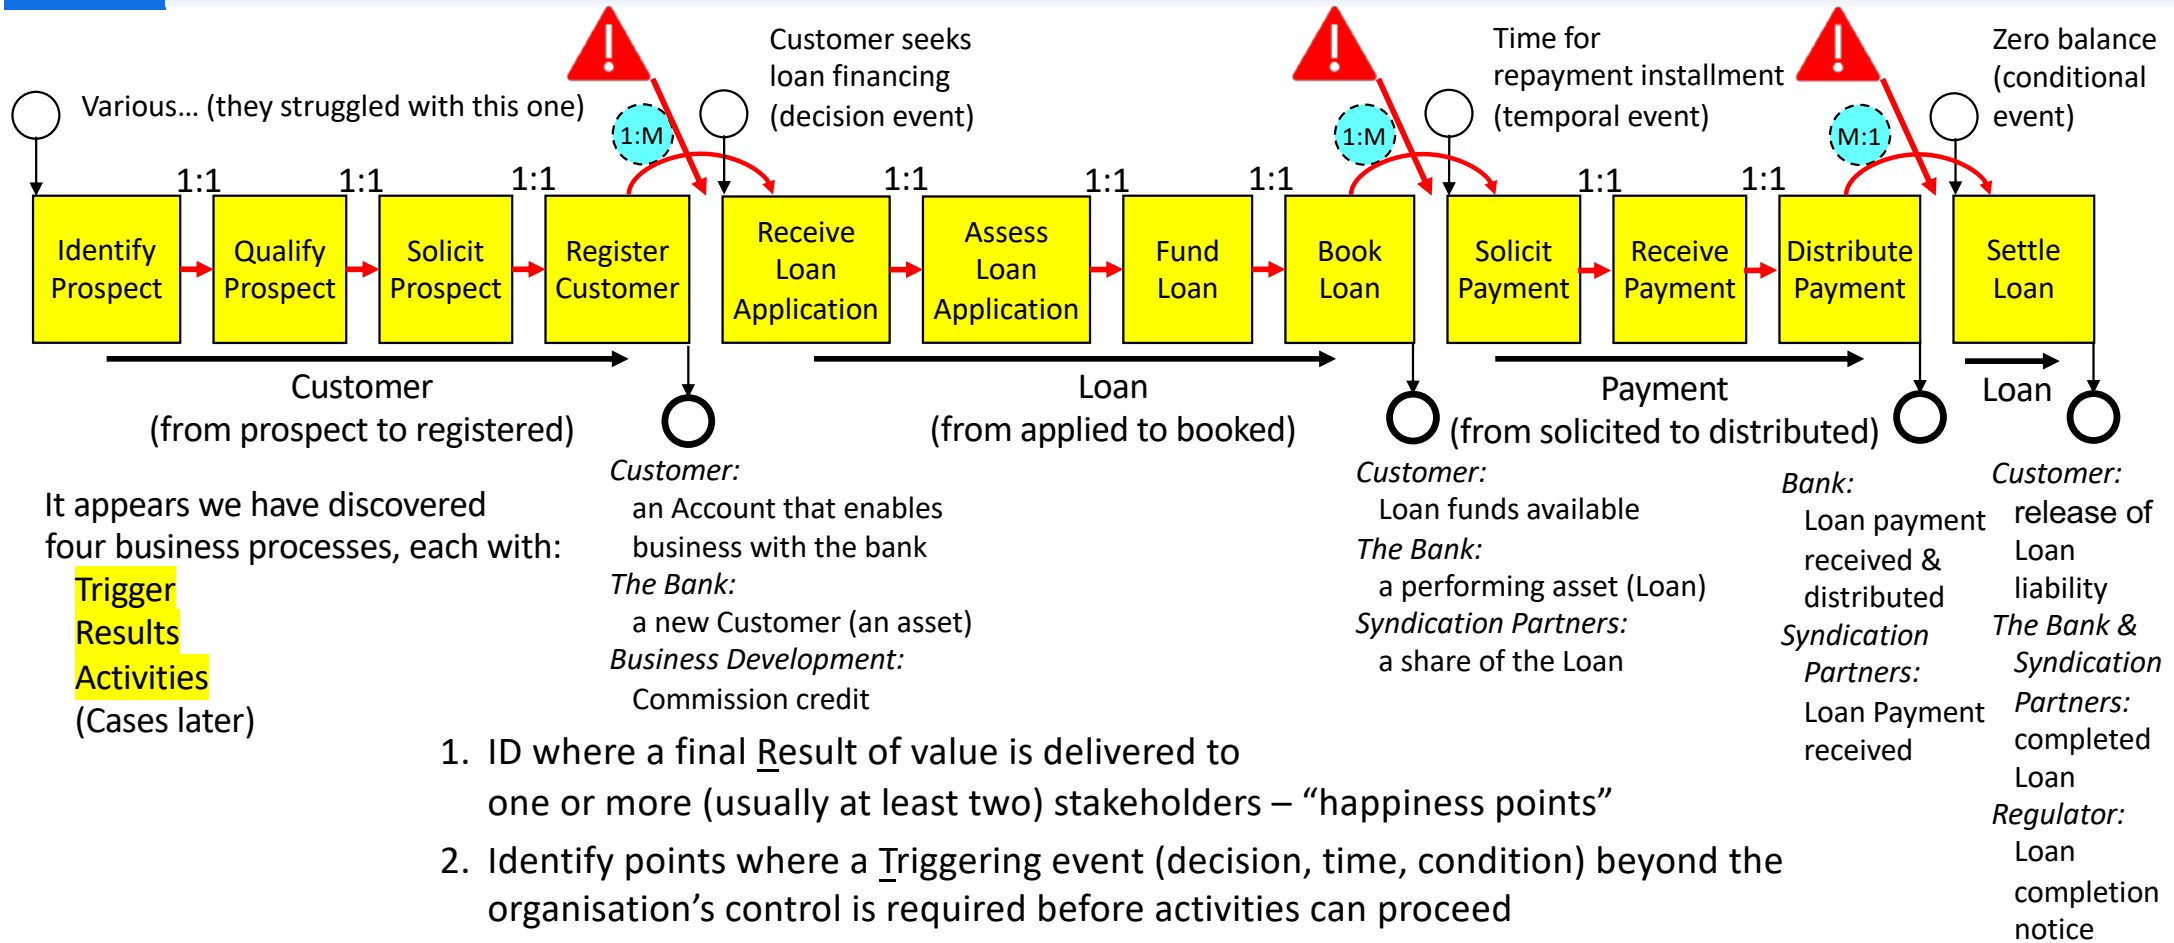 Various... (they struggled with this one)
Customer seeks
loan financing
(decision event)
Time for
repayment installment
(temporal event)
Zero balance
(conditional
event)
1:M
1:M
M:1
1:1
1:1
1:1
1:1
1:1
1:1
1:1
1:1
Identify
Prospect
Qualify
Prospect
Solicit
Prospect
Register
Customer
Receive
Loan
Application
Assess
Loan
Application
Fund
Loan
Book
Loan
Solicit
Payment
Receive
Payment
Distribute
Payment
Settle
Loan
Customer
(from prospect to registered)
Loan
(from applied to booked)
Payment
(from solicited to distributed)
Loan
It appears we have discovered
four business processes, each with:
Trigger
Results
Activities
(Cases later)
Customer:
an Account that enables
business with the bank
The Bank:
a new Customer (an asset)
Business Development:
Commission credit
Customer:
Loan funds available
The Bank:
a performing asset (Loan)
Syndication Partners:
a share of the Loan
Bank:
Loan payment
received &
distributed
Syndication
Partners:
Loan Payment
received
Customer:
release of
Loan
liability
The Bank &
Syndication
Partners:
completed
Loan
Regulator:
Loan
completion
notice
1. ID where a final Result of value is delivered to
one or more (usually at least two) stakeholders – “happiness points”
2. Identify points where a Triggering event (decision, time, condition) beyond the
organisation’s control is required before activities can proceed